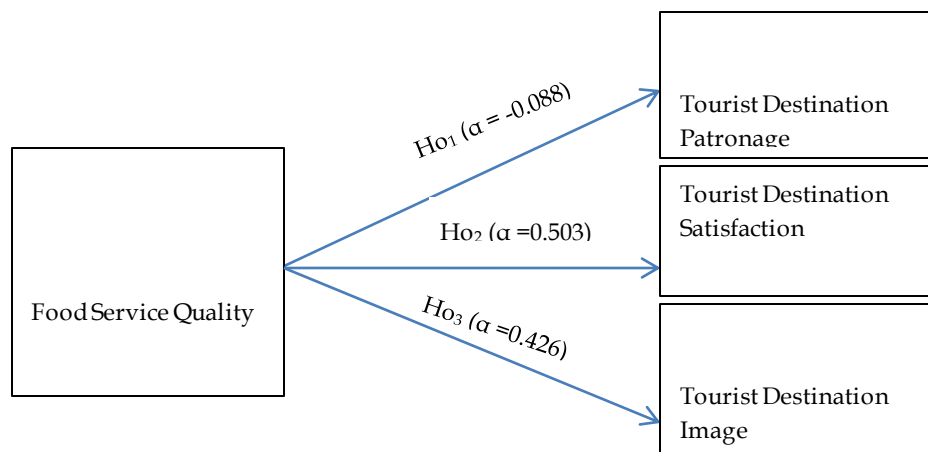 Ho₁ (α = -0.088)
Tourist Destination
Patronage
Ho₂ (α =0.503)
Tourist Destination
Satisfaction
Food Service Quality
Ho₃ (α =0.426)
Tourist Destination
Image